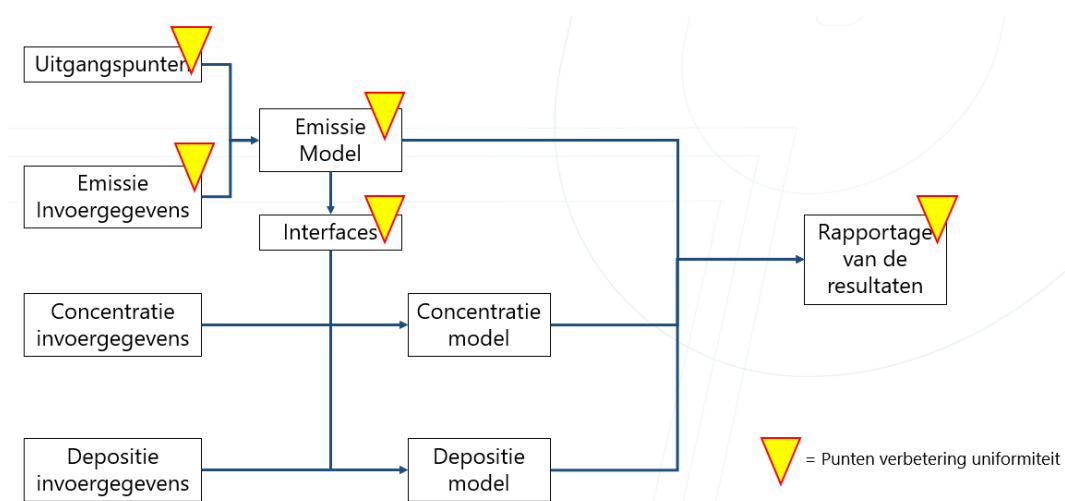 Uitgangspunten
Emissie
Invoergegevens
Emissie
Model
Interfaces
Concentratie
invoergegevens
Concentratie
model
Depositie
invoergegevens
Depositie
model
Rapportage
van de
resultaten
= Punten verbetering uniformiteit